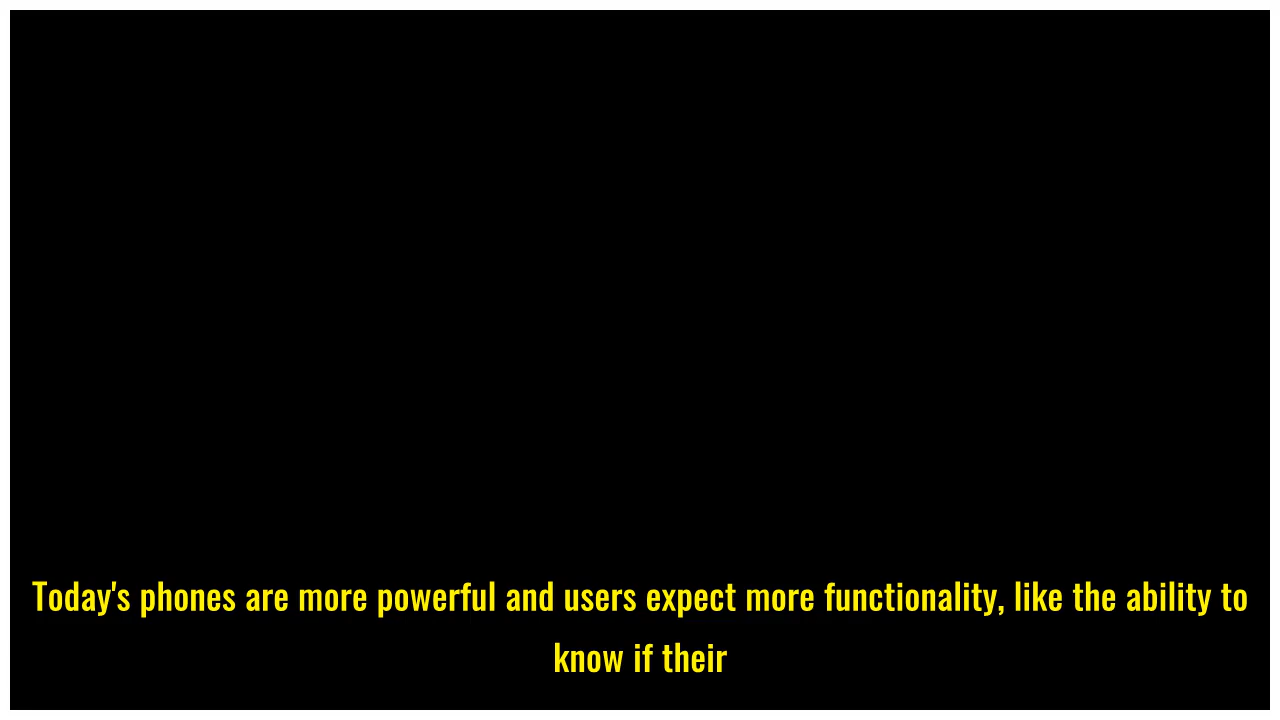 Today's phones are more powerful and users expect more functionality, like the ability to
know if their